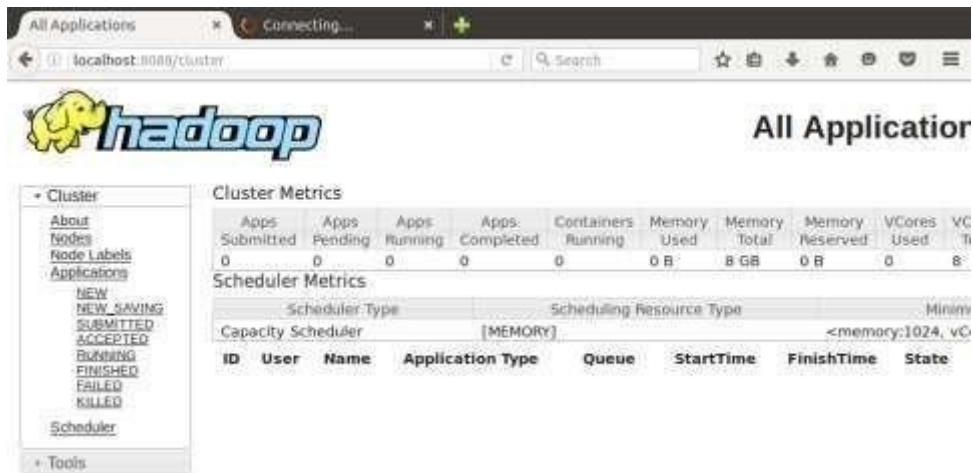 All Applications
Connecting...
localhost:8088/cluster
Search
hadoop
All Application
Cluster
About
Nodes
Node Labels
Applications
NEW
NEW_SAVING
SUBMITTED
ACCEPTED
RUNNING
FINISHED
FAILED
KILLED
Scheduler
Tools
Cluster Metrics
Apps Submitted Apps Pending Apps Running Apps Completed Containers Running Memory Used Memory Total Memory Reserved VCores Used
0 0 0 0 0 0 B 8 GB 0 B 0 8
Scheduler Metrics
Scheduler Type Scheduling Resource Type
Capacity Scheduler [MEMORY] <memory:1024,
ID User Name Application Type Queue StartTime FinishTime State